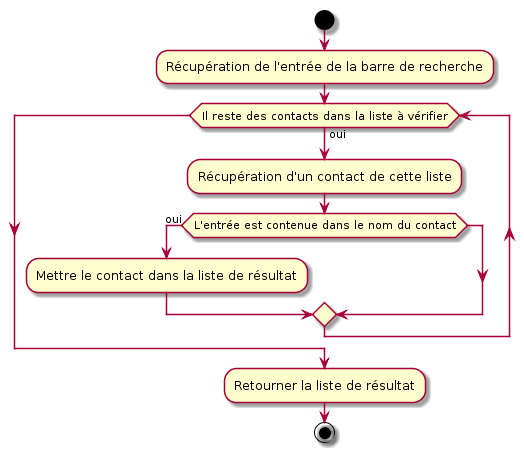 Récupération de l'entrée de la barre de recherche
Il reste des contacts dans la liste à vérifier
oui
Récupération d'un contact de cette liste
oui
L'entrée est contenue dans le nom du contact
Mettre le contact dans la liste de résultat
Retourner la liste de résultat